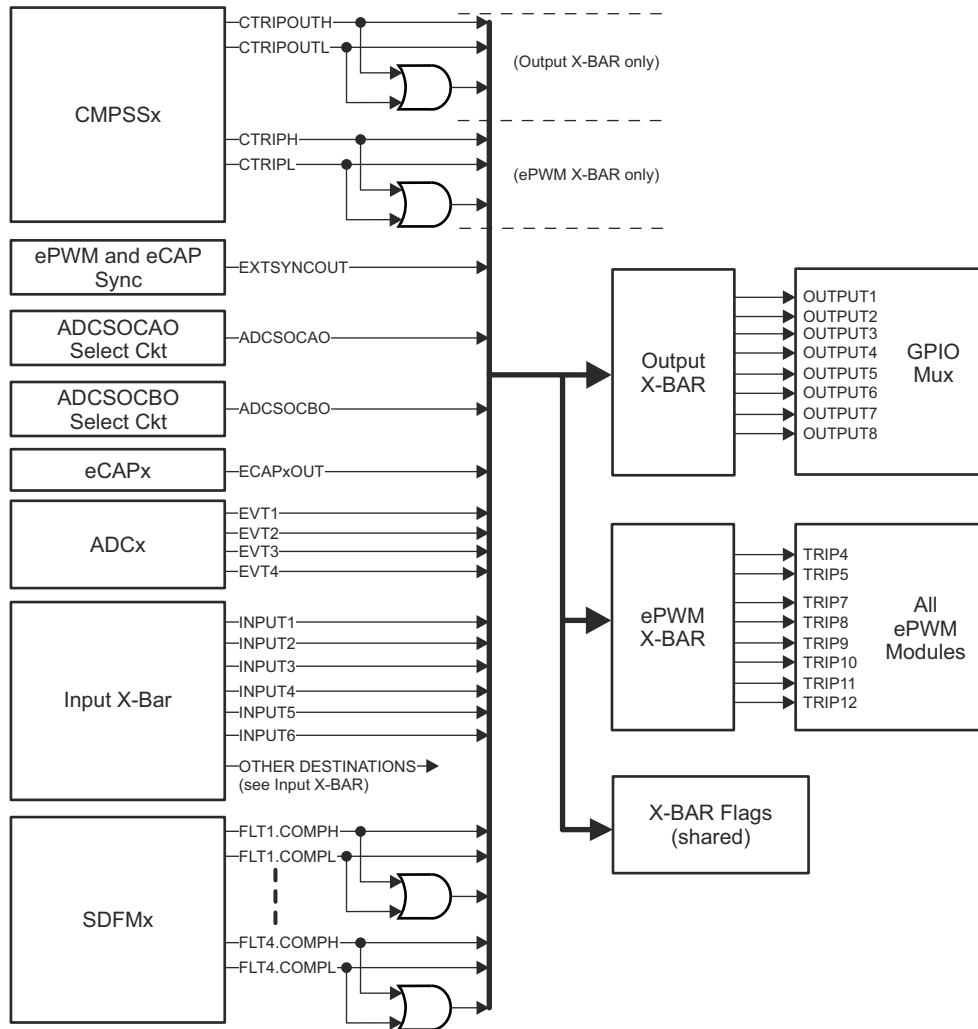 CMPSSx
CTRIPOUTH
CTRIPOUTL
(Output X-BAR only)
CTRIPH
CTRIPL
(ePWM X-BAR only)
ePWM and eCAP
Sync
EXTSYNCOUT
ADCSOCAO
Select Ckt
ADCSOCAO
ADCSOCBO
Select Ckt
ADCSOCBO
eCAPx
ECAPxOUT
ADCx
EVT1
EVT2
EVT3
EVT4
Input X-Bar
INPUT1
INPUT2
INPUT3
INPUT4
INPUT5
INPUT6
OTHER DESTINATIONS
(see Input X-BAR)
SDFMx
FLT1.COMPH
FLT1.COMPL
FLT4.COMPH
FLT4.COMPL
Output
X-BAR
OUTPUT1
OUTPUT2
OUTPUT3
OUTPUT4
OUTPUT5
OUTPUT6
OUTPUT7
OUTPUT8
GPIO
Mux
ePWM
X-BAR
TRIP4
TRIP5
TRIP7
TRIP8
TRIP9
TRIP10
TRIP11
TRIP12
All
ePWM
Modules
X-BAR Flags
(shared)